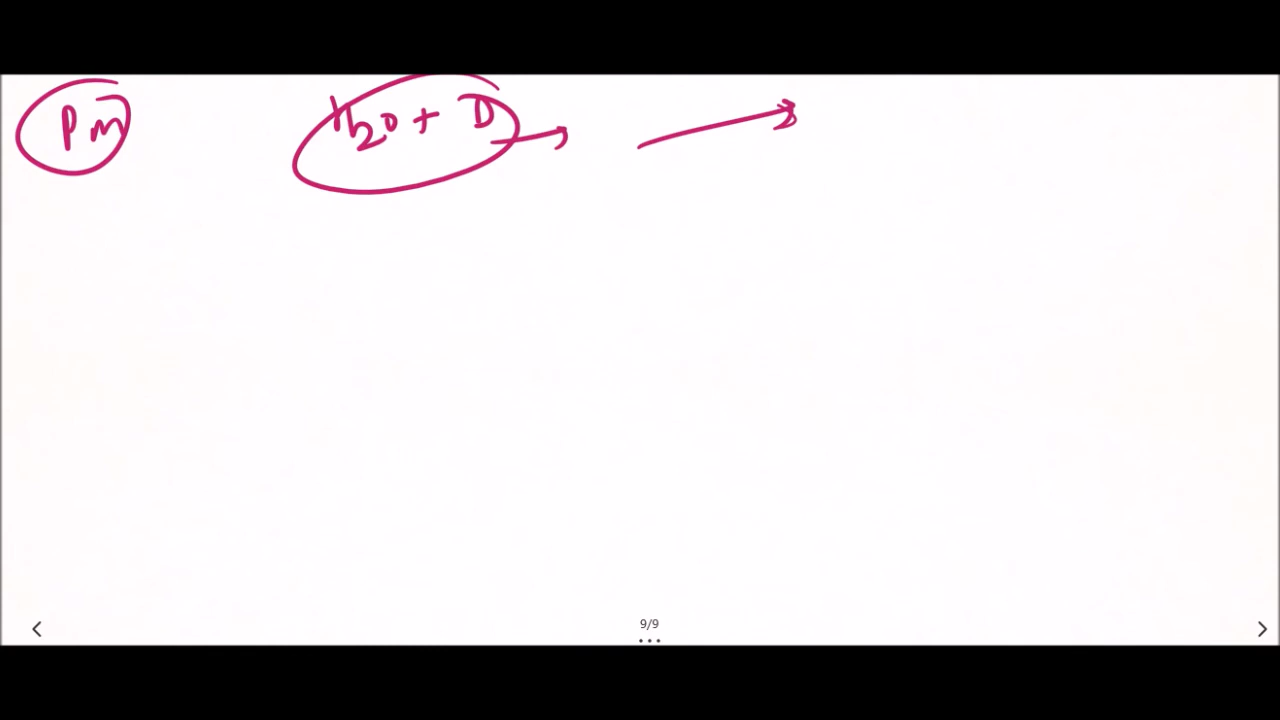 Pm H2O + D → →
9/9